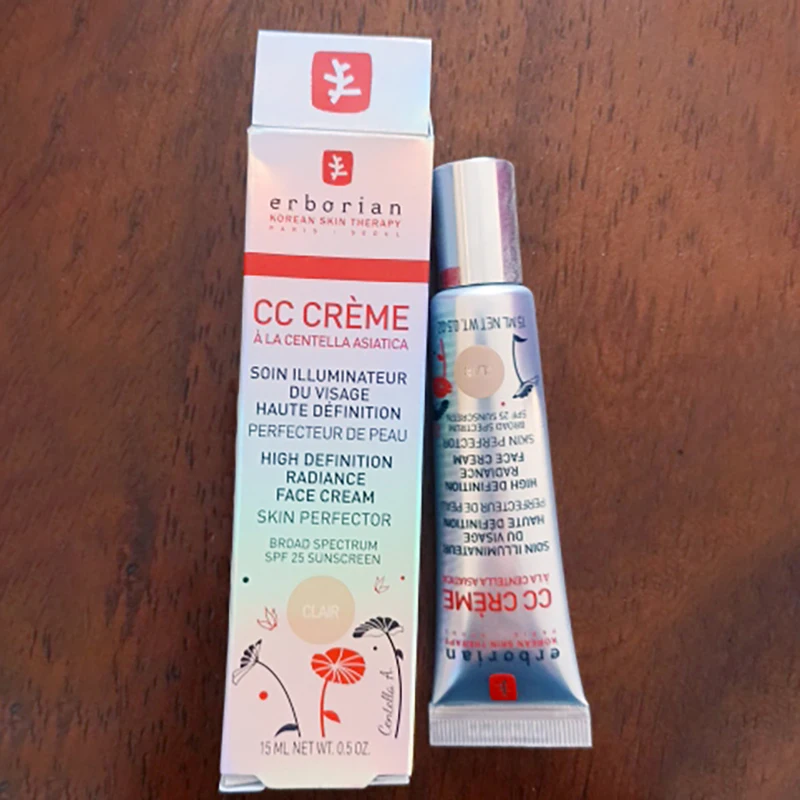 erborian
KOREAN SKIN THERAPY
PARIS · SEOUL
CC CRÈME
À LA CENTELLA ASIATICA
SOIN ILLUMINATEUR
DU VISAGE
HAUTE DÉFINITION
PERFECTEUR DE PEAU
HIGH DEFINITION
RADIANCE
FACE CREAM
SKIN PERFECTOR
BROAD SPECTRUM
SPF 25 SUNSCREEN
CLAIR
Centella A.
15 ML NET WT. 0.5 OZ.
erborian
KOREAN SKIN THERAPY
CC CRÈME
À LA CENTELLA ASIATICA
SOIN ILLUMINATEUR
DU VISAGE
HAUTE DÉFINITION
PERFECTEUR DE PEAU
HIGH DEFINITION
RADIANCE
FACE CREAM
SKIN PERFECTOR
BROAD SPECTRUM
SPF 25 SUNSCREEN
15 ML NET WT. 0.5 OZ